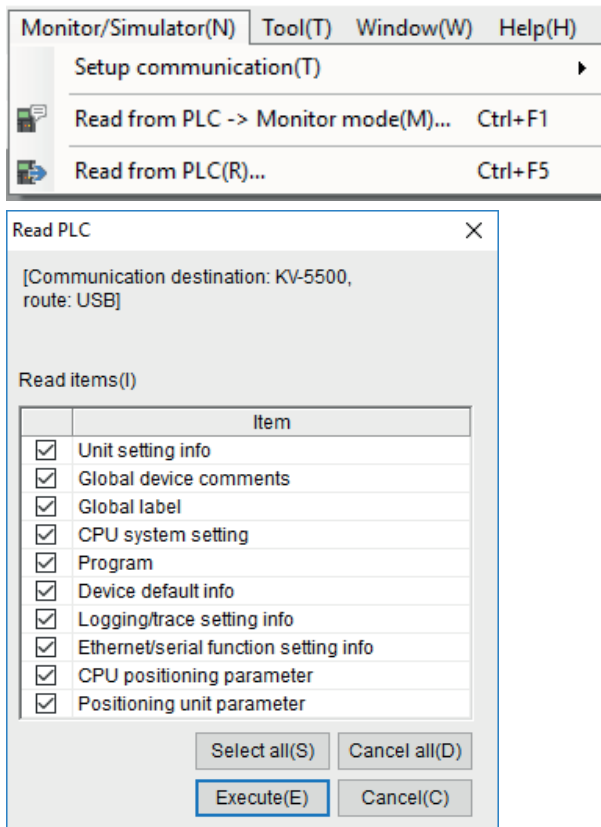 Monitor/Simulator(N) Tool(T) Window(W) Help(H)
Setup communication(T)
Read from PLC -> Monitor mode(M)... Ctrl+F1
Read from PLC(R)... Ctrl+F5
Read PLC
[Communication destination: KV-5500,
route: USB]
Read items(I)
Item
Unit setting info
Global device comments
Global label
CPU system setting
Program
Device default info
Logging/trace setting info
Ethernet/serial function setting info
CPU positioning parameter
Positioning unit parameter
Select all(S) Cancel all(D)
Execute(E) Cancel(C)